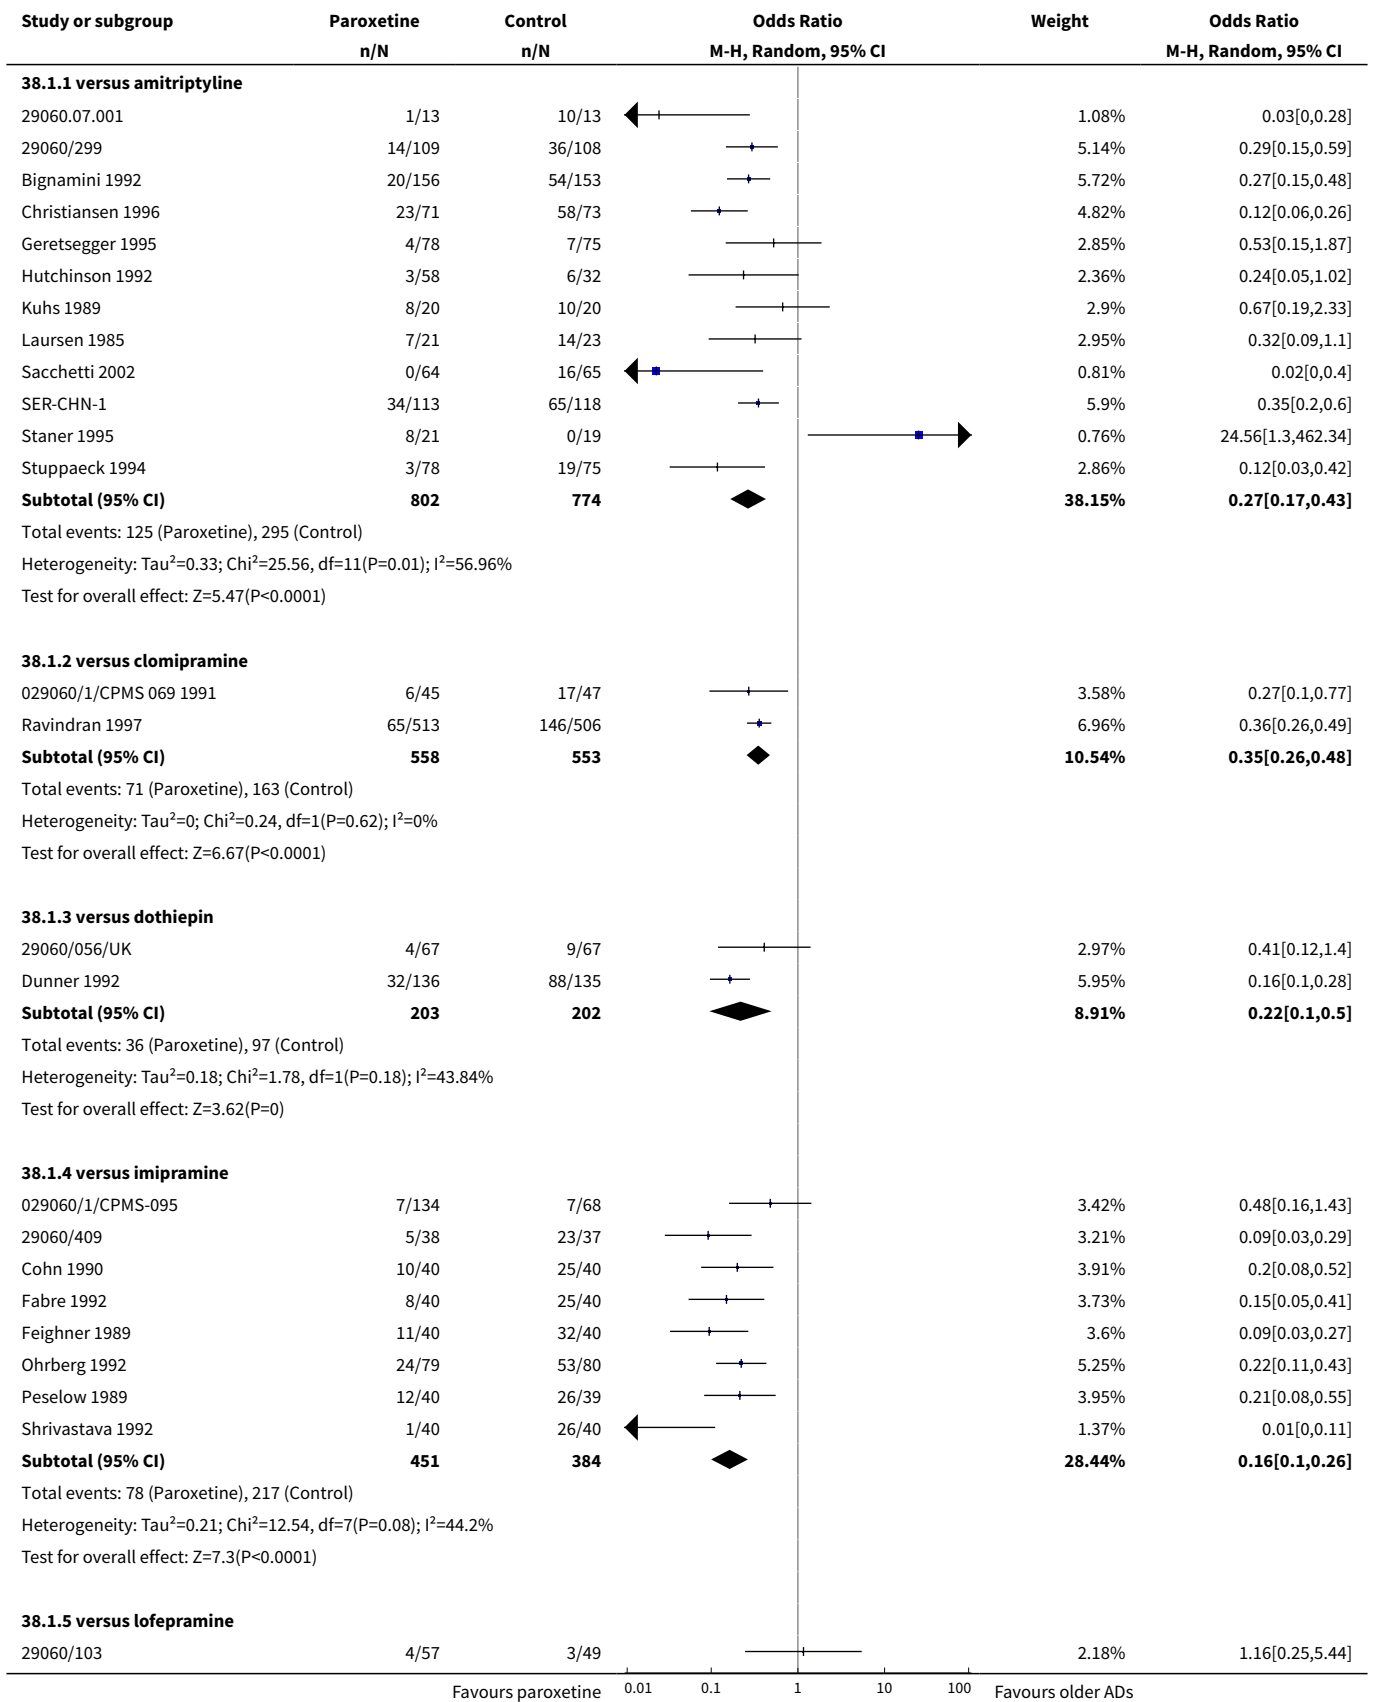 Study or subgroup Paroxetine Control Odds Ratio Weight Odds Ratio
n/N n/N M-H, Random, 95% CI M-H, Random, 95% CI
38.1.1 versus amitriptyline
29060.07.001 1/13 10/13 1.08% 0.03[0,0.28]
29060/299 14/109 36/108 5.14% 0.29[0.15,0.59]
Bignamini 1992 20/156 54/153 5.72% 0.27[0.15,0.48]
Christiansen 1996 23/71 58/73 4.82% 0.12[0.06,0.26]
Geretsegger 1995 4/78 7/75 2.85% 0.53[0.15,1.87]
Hutchinson 1992 3/58 6/32 2.36% 0.24[0.05,1.02]
Kuhs 1989 8/20 10/20 2.9% 0.67[0.19,2.33]
Laursen 1985 7/21 14/23 2.95% 0.32[0.09,1.1]
Sacchetti 2002 0/64 16/65 0.81% 0.02[0,0.4]
SER-CHN-1 34/113 65/118 5.9% 0.35[0.2,0.6]
Staner 1995 8/21 0/19 0.76% 24.56[1.3,462.34]
Stuppaeck 1994 3/78 19/75 2.86% 0.12[0.03,0.42]
Subtotal (95% CI) 802 774 38.15% 0.27[0.17,0.43]
Total events: 125 (Paroxetine), 295 (Control)
Heterogeneity: Tau²=0.33; Chi²=25.56, df=11(P=0.01); I²=56.96%
Test for overall effect: Z=5.47(P<0.0001)
38.1.2 versus clomipramine
029060/1/CPMS 069 1991 6/45 17/47 3.58% 0.27[0.1,0.77]
Ravindran 1997 65/513 146/506 6.96% 0.36[0.26,0.49]
Subtotal (95% CI) 558 553 10.54% 0.35[0.26,0.48]
Total events: 71 (Paroxetine), 163 (Control)
Heterogeneity: Tau²=0; Chi²=0.24, df=1(P=0.62); I²=0%
Test for overall effect: Z=6.67(P<0.0001)
38.1.3 versus dothiepin
29060/056/UK 4/67 9/67 2.97% 0.41[0.12,1.4]
Dunner 1992 32/136 88/135 5.95% 0.16[0.1,0.28]
Subtotal (95% CI) 203 202 8.91% 0.22[0.1,0.5]
Total events: 36 (Paroxetine), 97 (Control)
Heterogeneity: Tau²=0.18; Chi²=1.78, df=1(P=0.18); I²=43.84%
Test for overall effect: Z=3.62(P=0)
38.1.4 versus imipramine
029060/1/CPMS-095 7/134 7/68 3.42% 0.48[0.16,1.43]
29060/409 5/38 23/37 3.21% 0.09[0.03,0.29]
Cohn 1990 10/40 25/40 3.91% 0.2[0.08,0.52]
Fabre 1992 8/40 25/40 3.73% 0.15[0.05,0.41]
Feighner 1989 11/40 32/40 3.6% 0.09[0.03,0.27]
Ohrberg 1992 24/79 53/80 5.25% 0.22[0.11,0.43]
Peselow 1989 12/40 26/39 3.95% 0.21[0.08,0.55]
Shrivastava 1992 1/40 26/40 1.37% 0.01[0,0.11]
Subtotal (95% CI) 451 384 28.44% 0.16[0.1,0.26]
Total events: 78 (Paroxetine), 217 (Control)
Heterogeneity: Tau²=0.21; Chi²=12.54, df=7(P=0.08); I²=44.2%
Test for overall effect: Z=7.3(P<0.0001)
38.1.5 versus lofepramine
29060/103 4/57 3/49 2.18% 1.16[0.25,5.44]
Favours paroxetine 0.01 0.1 1 10 100 Favours older ADs